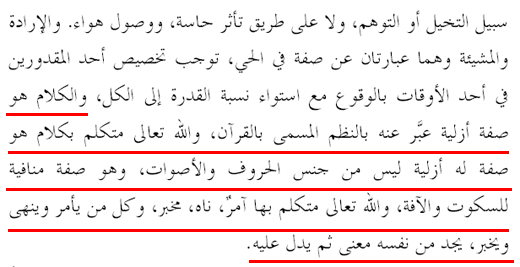 سبيل التخيل أو التوهم، ولا على طريق تأثر حاسة، ووصول هواء. والإرادة
والمشيئة وهما عبارتان عن صفة في الحي، توجب تخصيص أحد المقدورين
في أحد الأوقات بالوقوع مع استواء نسبة القدرة إلى الكل، والكلام هو
صفة أزلية عبَّر عنه بالنظم المسمى بالقرآن، والله تعالى متكلم بكلام هو
صفة له أزلية ليس من جنس الحروف والأصوات، وهو صفة منافية
للسكوت والآفة، والله تعالى متكلم بها آمرٌ، ناه، مخبر، وكل من يأمر وينهى
ويخبر، يجد من نفسه معنى ثم يدل عليه.